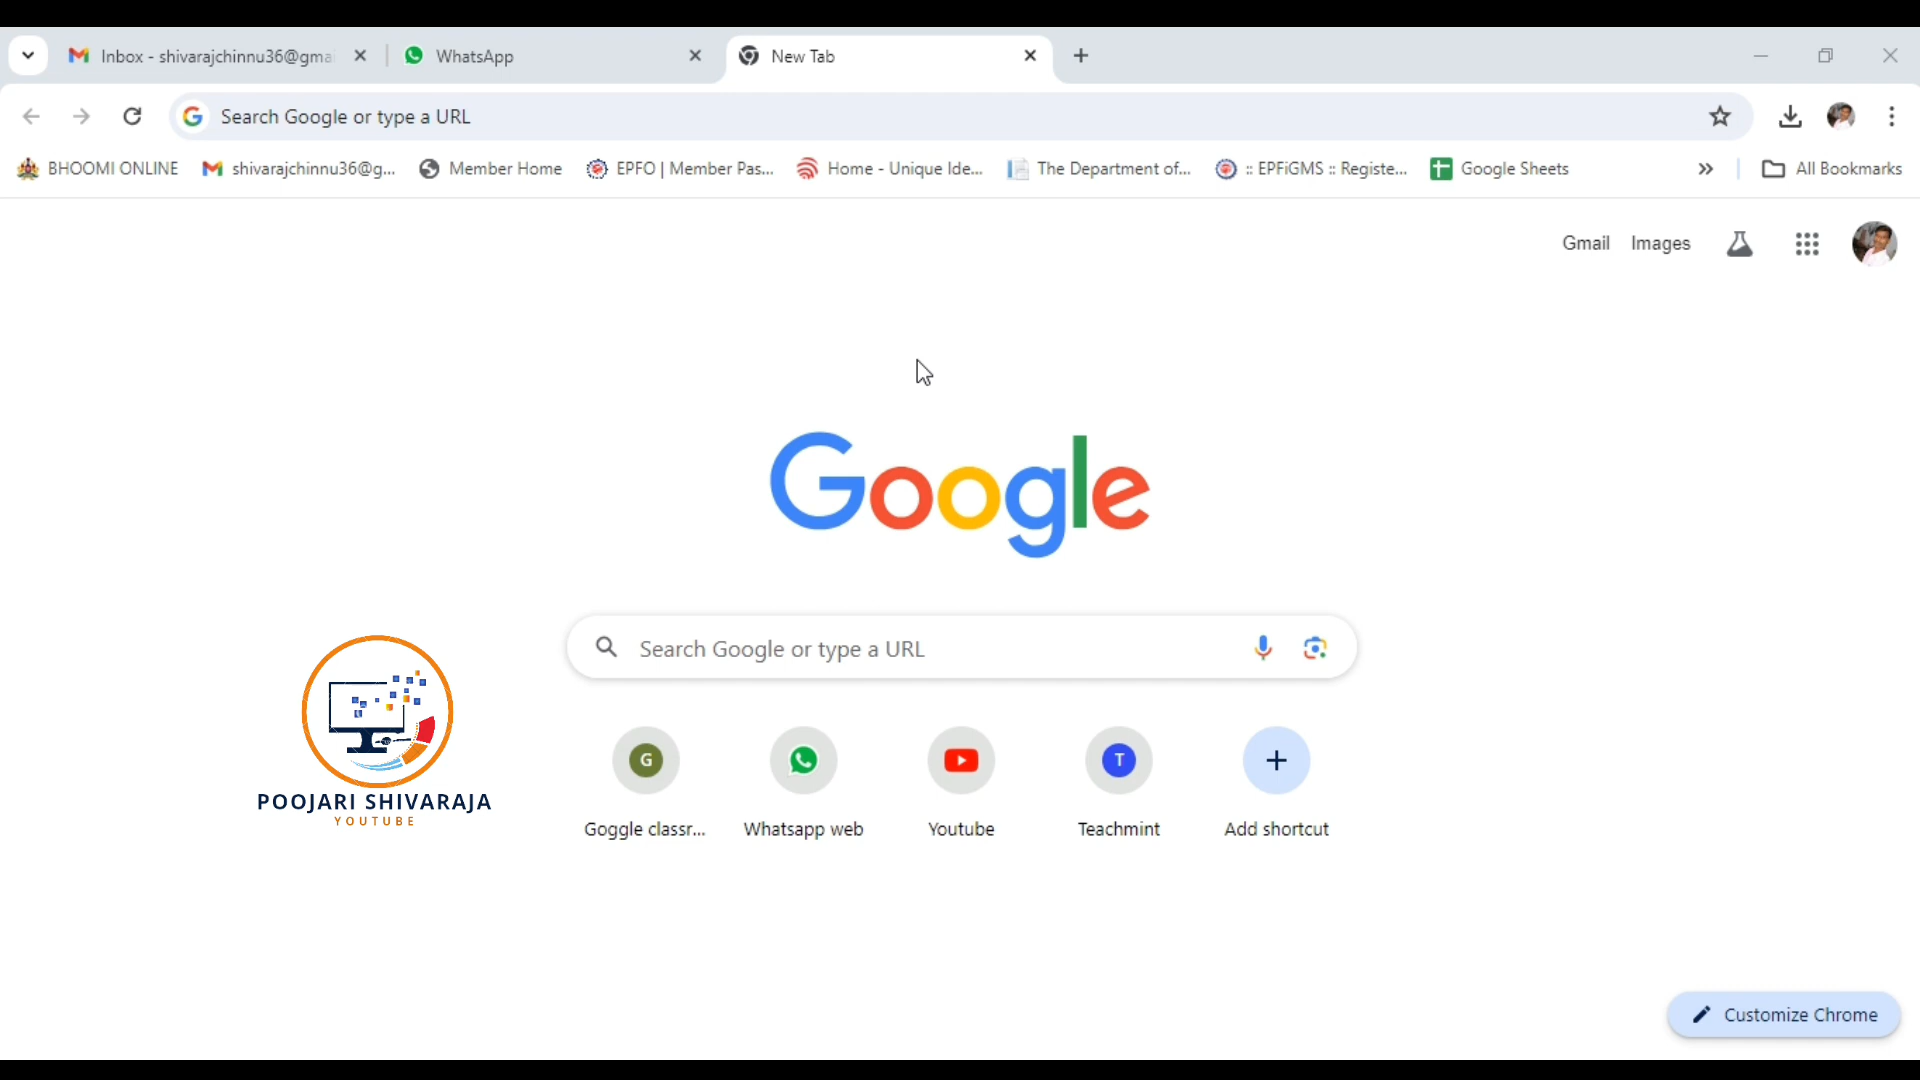 Inbox - shivarajchinnu36@gma
WhatsApp
New Tab
Search Google or type a URL
BHOOMI ONLINE
shivarajchinnu36@g...
Member Home
EPFO | Member Pas...
Home - Unique Ide...
The Department of...
:: EPFiGMS :: Registe...
Google Sheets
All Bookmarks
Gmail
Images
Google
Search Google or type a URL
POOJARI SHIVARAJA
YOUTUBE
G
T
Goggle classr...
Whatsapp web
Youtube
Teachmint
Add shortcut
Customize Chrome